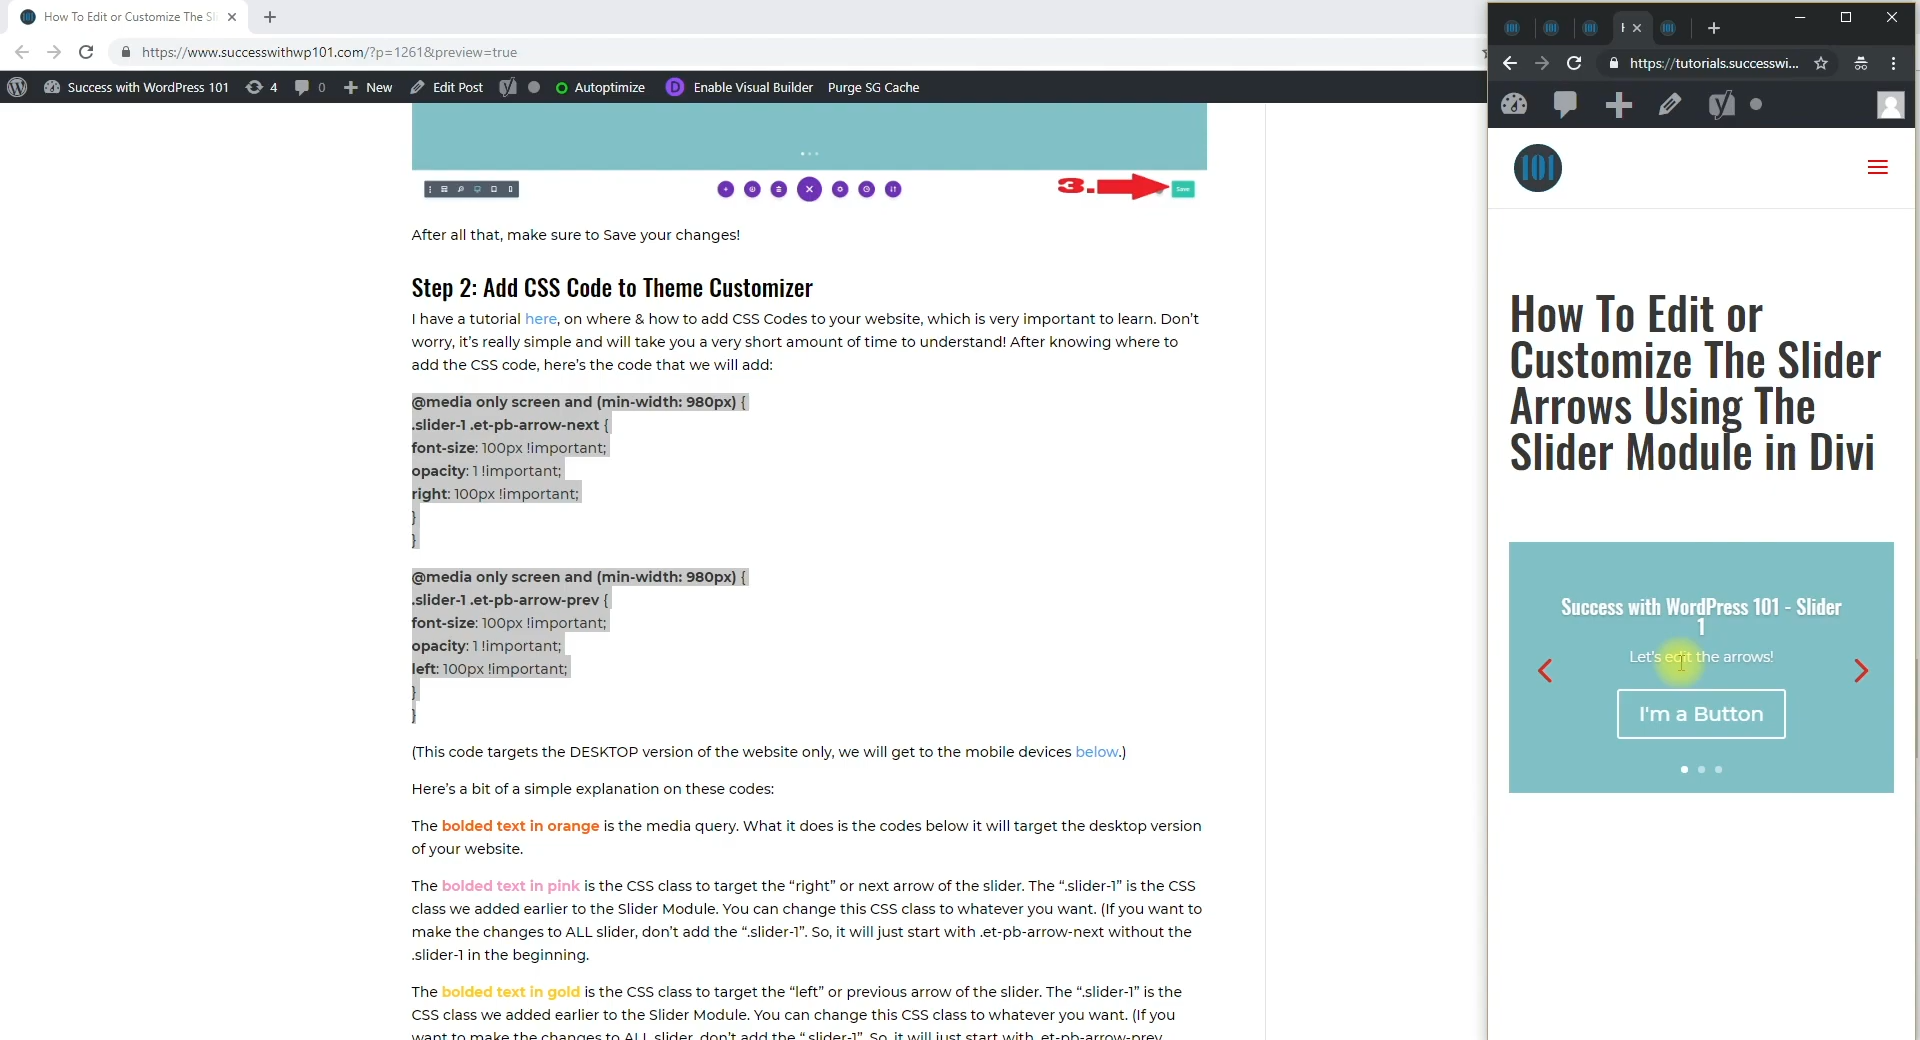 How To Edit or Customize The Sl
https://www.successwithwp101.com/?p=1261&preview=true
Success with WordPress 101 4 0 New Edit Post Autoptimize D Enable Visual Builder Purge SG Cache
3.
Save
After all that, make sure to Save your changes!
Step 2: Add CSS Code to Theme Customizer
I have a tutorial here, on where & how to add CSS Codes to your website, which is very important to learn. Don't
worry, it's really simple and will take you a very short amount of time to understand! After knowing where to
add the CSS code, here's the code that we will add:
@media only screen and (min-width: 980px) {
.slider-1 .et-pb-arrow-next {
font-size: 100px !important;
opacity: 1 !important;
right: 100px !important;
}
}
@media only screen and (min-width: 980px) {
.slider-1 .et-pb-arrow-prev {
font-size: 100px !important;
opacity: 1 !important;
left: 100px !important;
}
}
(This code targets the DESKTOP version of the website only, we will get to the mobile devices below.)
Here's a bit of a simple explanation on these codes:
The bolded text in orange is the media query. What it does is the codes below it will target the desktop version
of your website.
The bolded text in pink is the CSS class to target the “right” or next arrow of the slider. The “.slider-1” is the CSS
class we added earlier to the Slider Module. You can change this CSS class to whatever you want. (If you want to
make the changes to ALL slider, don't add the “.slider-1”. So, it will just start with .et-pb-arrow-next without the
.slider-1 in the beginning.
The bolded text in gold is the CSS class to target the “left” or previous arrow of the slider. The “.slider-1” is the
CSS class we added earlier to the Slider Module. You can change this CSS class to whatever you want. (If you
want to make the changes to ALL slider, don't add the “.slider-1”. So, it will just start with .et-pb-arrow-prev
https://tutorials.successwi...
101
How To Edit or
Customize The Slider
Arrows Using The
Slider Module in Divi
Success with WordPress 101 - Slider
1
Let's edit the arrows!
I'm a Button